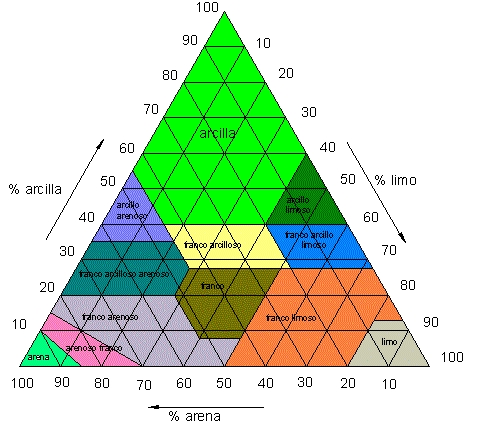 100
90 10
80 20
70 30
arcilla
60 40
% arcilla
% limo
50 50
arcillo
arenoso
arcillo
limoso
40 60
franco arcilloso
franco arcillo
limoso
30 70
franco arcilloso arenoso
franco
20 80
franco arenoso
franco limoso
10 90
arena
arenoso franco
limo
100
100 90 80 70 60 50 40 30 20 10
% arena